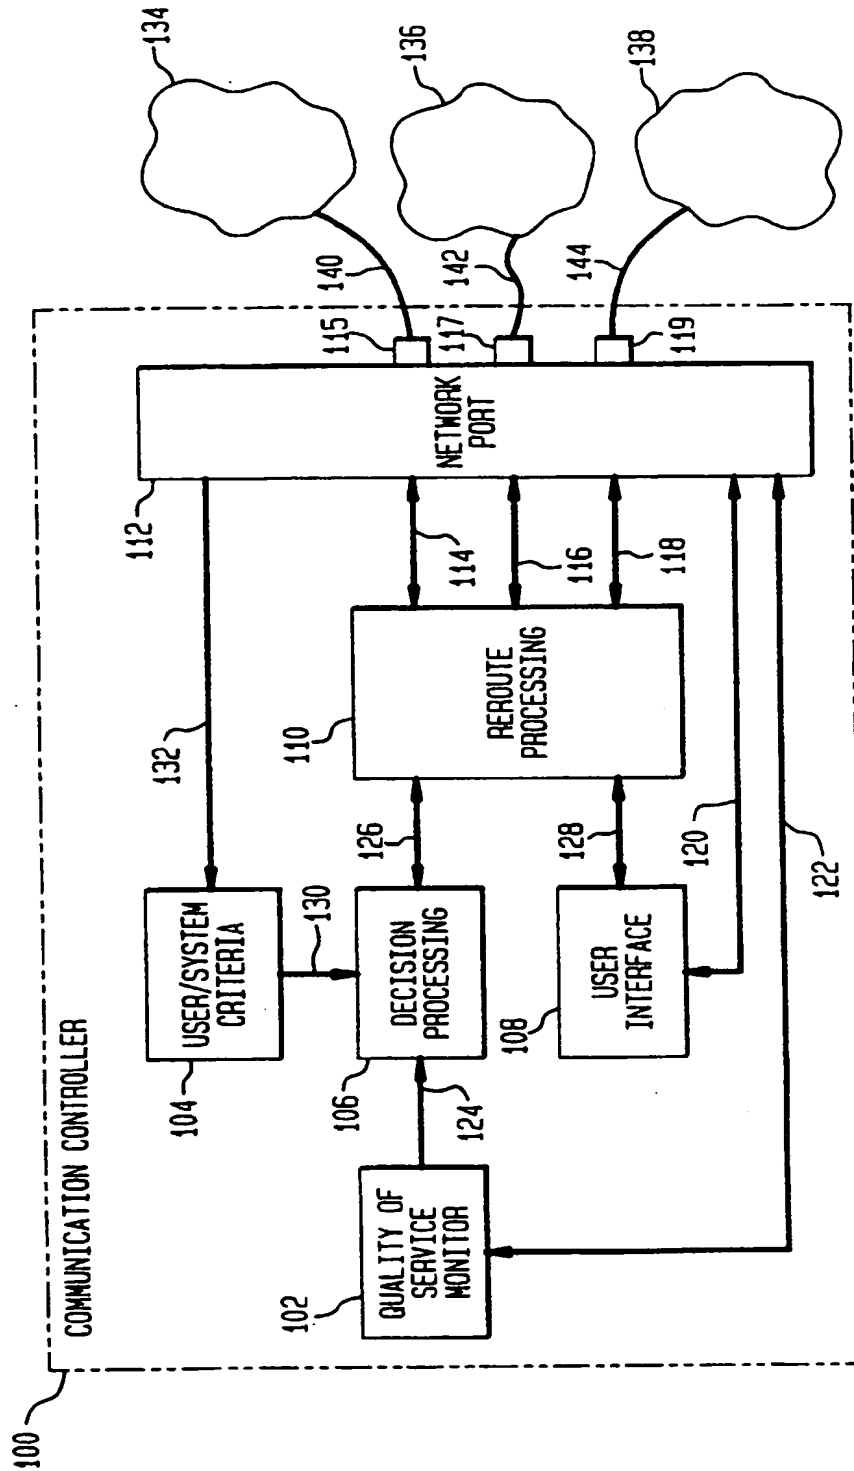 100
COMMUNICATION CONTROLLER
102
QUALITY OF
SERVICE
MONITOR
124
104
USER/SYSTEM
CRITERIA
130
106
DECISION
PROCESSING
108
USER
INTERFACE
132
126
128
110
REROUTE
PROCESSING
120
122
112
114
116
118
NETWORK
PORT
115
117
119
140
142
144
134
136
138